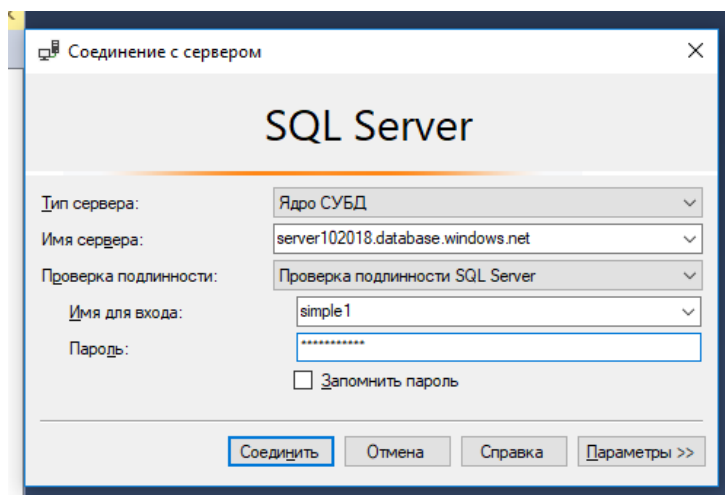 Соединение с сервером
SQL Server
Тип сервера: Ядро СУБД
Имя сервера: server102018.database.windows.net
Проверка подлинности: Проверка подлинности SQL Server
Имя для входа: simple1
Пароль: ***********
Запомнить пароль
Соединить Отмена Справка Параметры >>